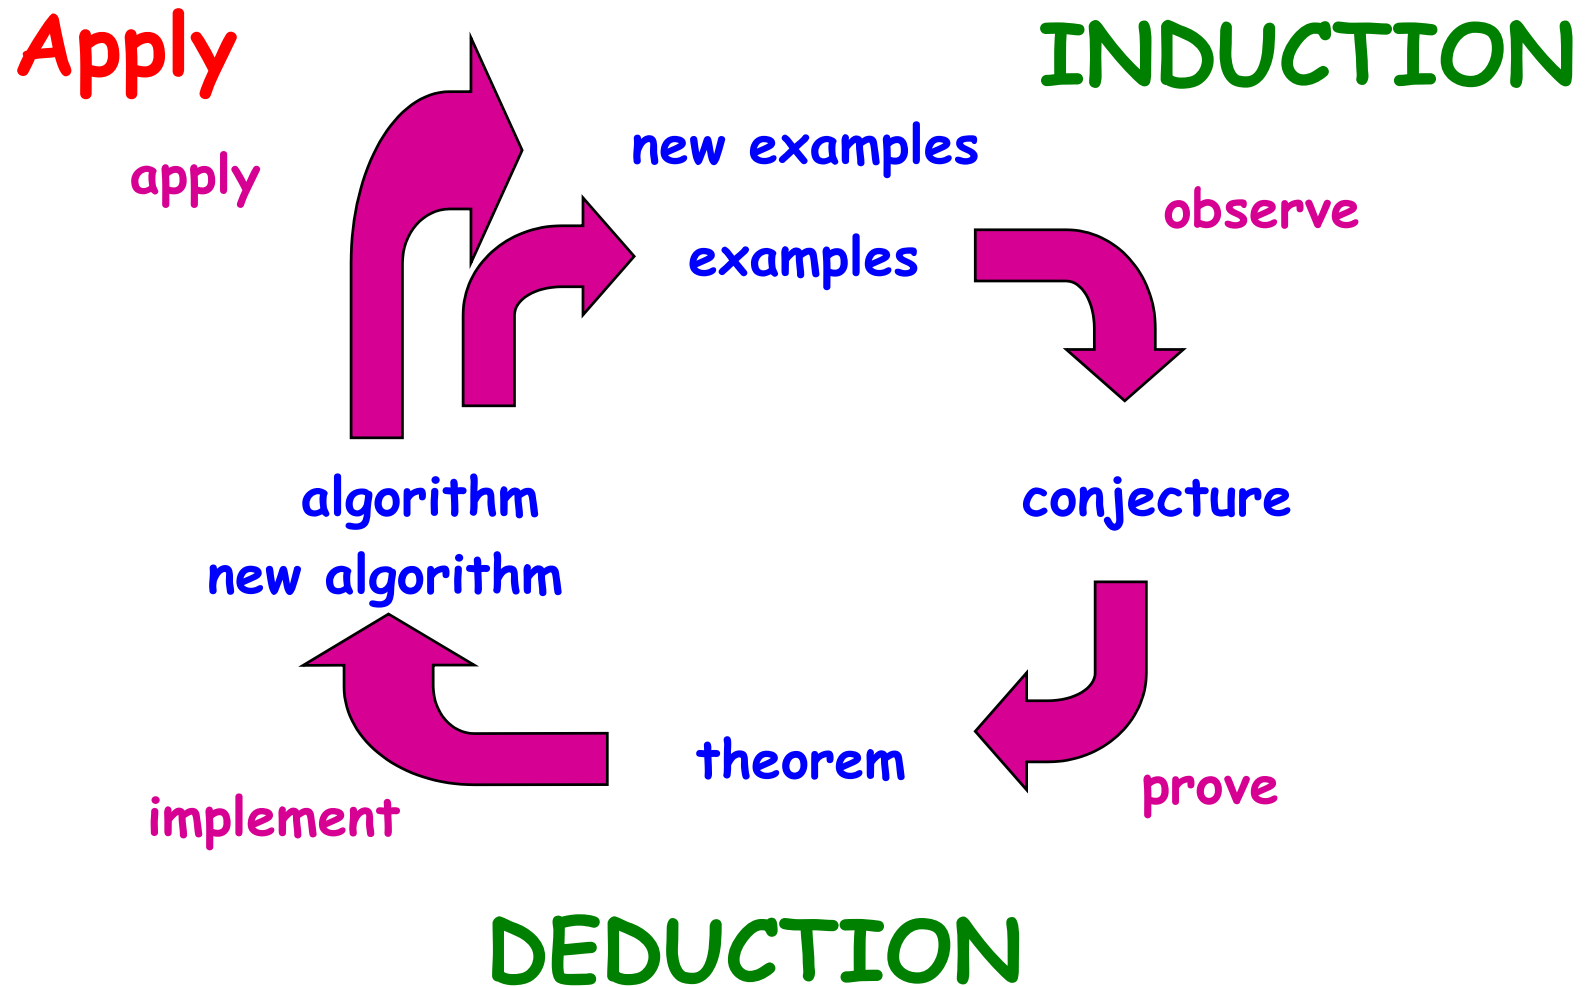 Apply
INDUCTION
apply
new examples
observe
examples
algorithm
conjecture
new algorithm
theorem
prove
implement
DEDUCTION